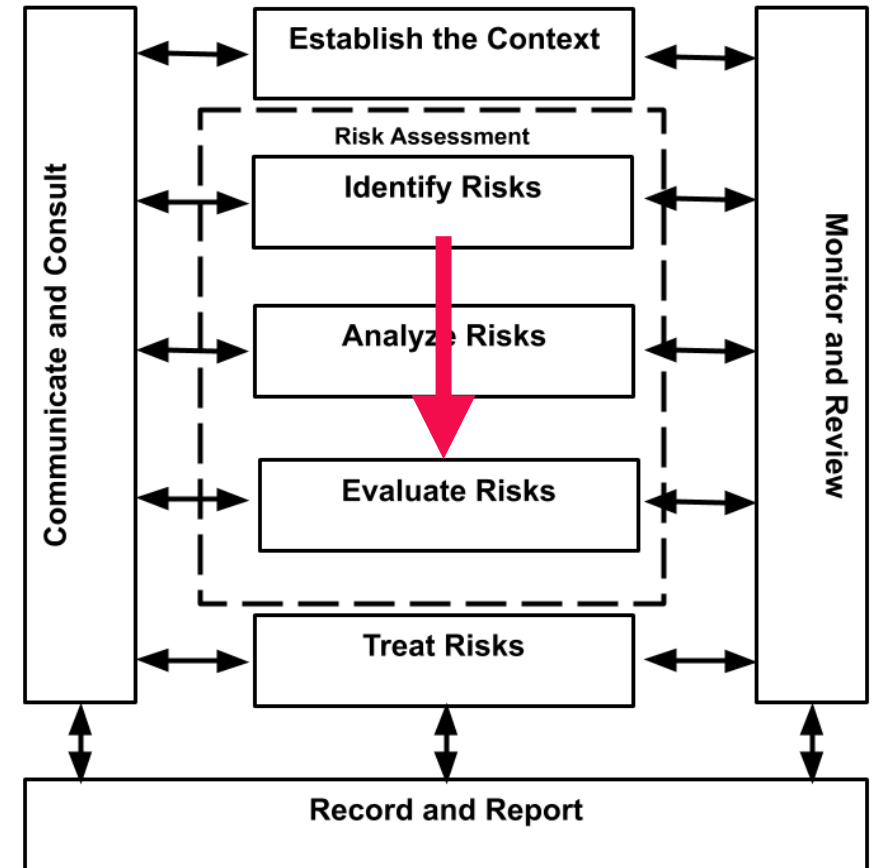 Establish the Context
Risk Assessment
Identify Risks
Analyze Risks
Evaluate Risks
Treat Risks
Communicate and Consult
Monitor and Review
Record and Report